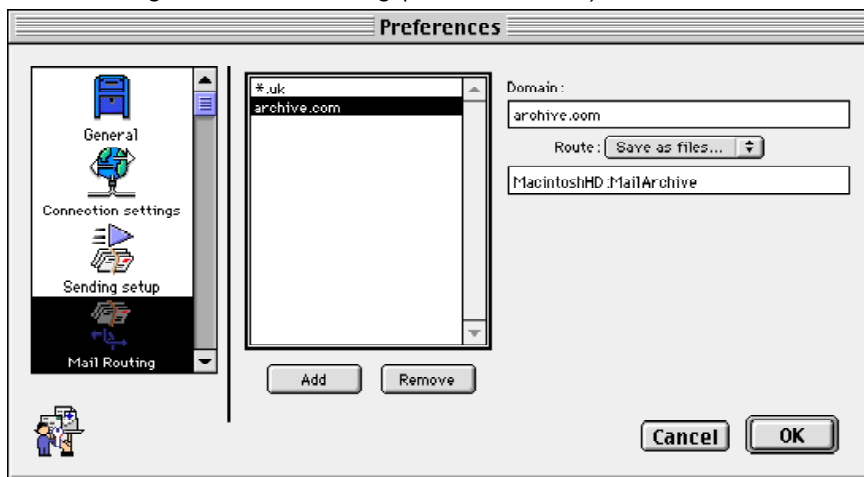 Preferences
General
Connection settings
Sending setup
Mail Routing
*.uk
archive.com
Add
Remove
Domain:
archive.com
Route: Save as files...
MacintoshHD:MailArchive
Cancel
OK